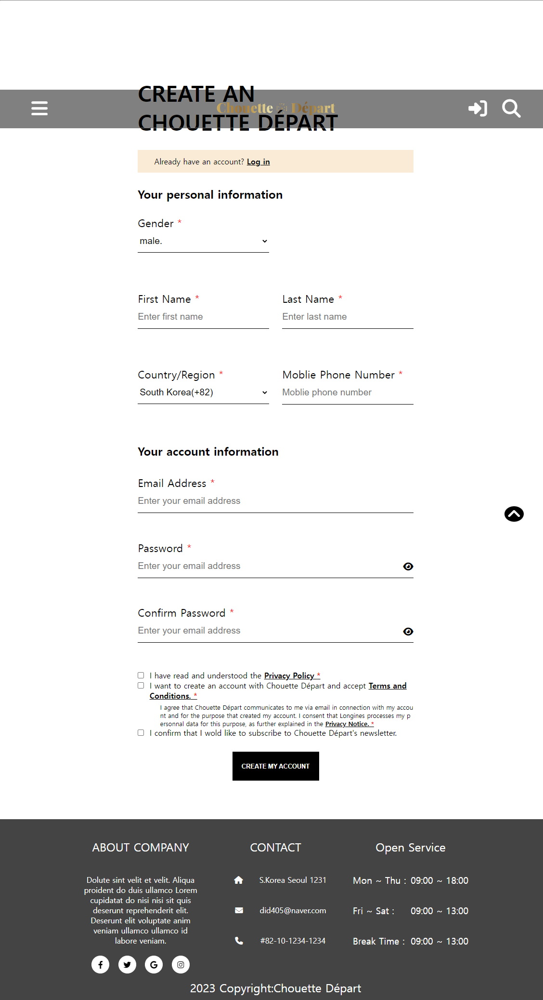 CREATE AN
Chouette Départ
CHOUETTE DÉPART
Already have an account? Log in
Your personal information
Gender *
male.
First Name *
Last Name *
Enter first name
Enter last name
Country/Region *
Moblie Phone Number *
South Korea(+82)
Moblie phone number
Your account information
Email Address *
Enter your email address
Password *
Enter your email address
Confirm Password *
Enter your email address
I have read and understood the Privacy Policy *
I want to create an account with Chouette Départ and accept Terms and
Conditions. *
I agree that Chouette Départ communicates to me via email in connection with my accou
nt and for the purpose that created my account. I consent that Longines processes my p
ersonnal data for this purpose, as further explained in the Privacy Notice. *
I confirm that I wold like to subscribe to Chouette Départ's newsletter.
CREATE MY ACCOUNT
ABOUT COMPANY
Dolute sint velit et velit. Aliqua
proident do duis ullamco Lorem
cupidatat do nisi nisi sit quis
deserunt reprehenderit elit.
Deserunt elit voluptate anim
veniam ullamco ullamco id
labore veniam.
CONTACT
S.Korea Seoul 1231
did405@naver.com
#82-10-1234-1234
Open Service
Mon ~ Thu : 09:00 ~ 18:00
Fri ~ Sat : 09:00 ~ 13:00
Break Time : 09:00 ~ 13:00
2023 Copyright:Chouette Départ